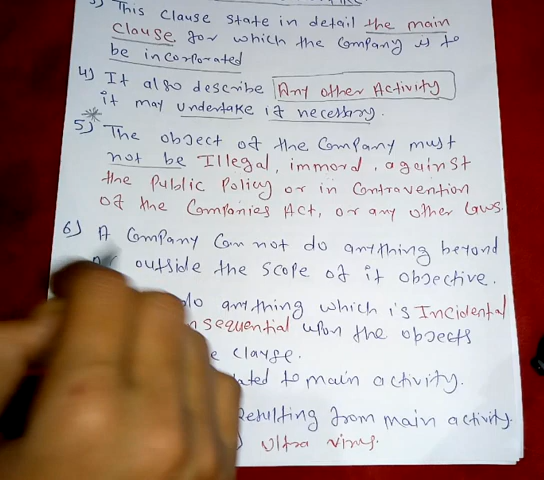 3) This Clause state in detail the main
Clause for which the Company is to
be incorporated
4) It also describe Any other Activity
it may undertake if necessary.
5) The object of the Company must
not be Illegal, immoral, against
the Public Policy or in Contravention
of the Companies Act, or any other laws.
6) A Company Can not do anything beyond
outside the scope of it objective.
do anything which is Incidental
sequential upon the objects
clause.
ated to main activity.
Resulting from main activity.
Ultra virus.